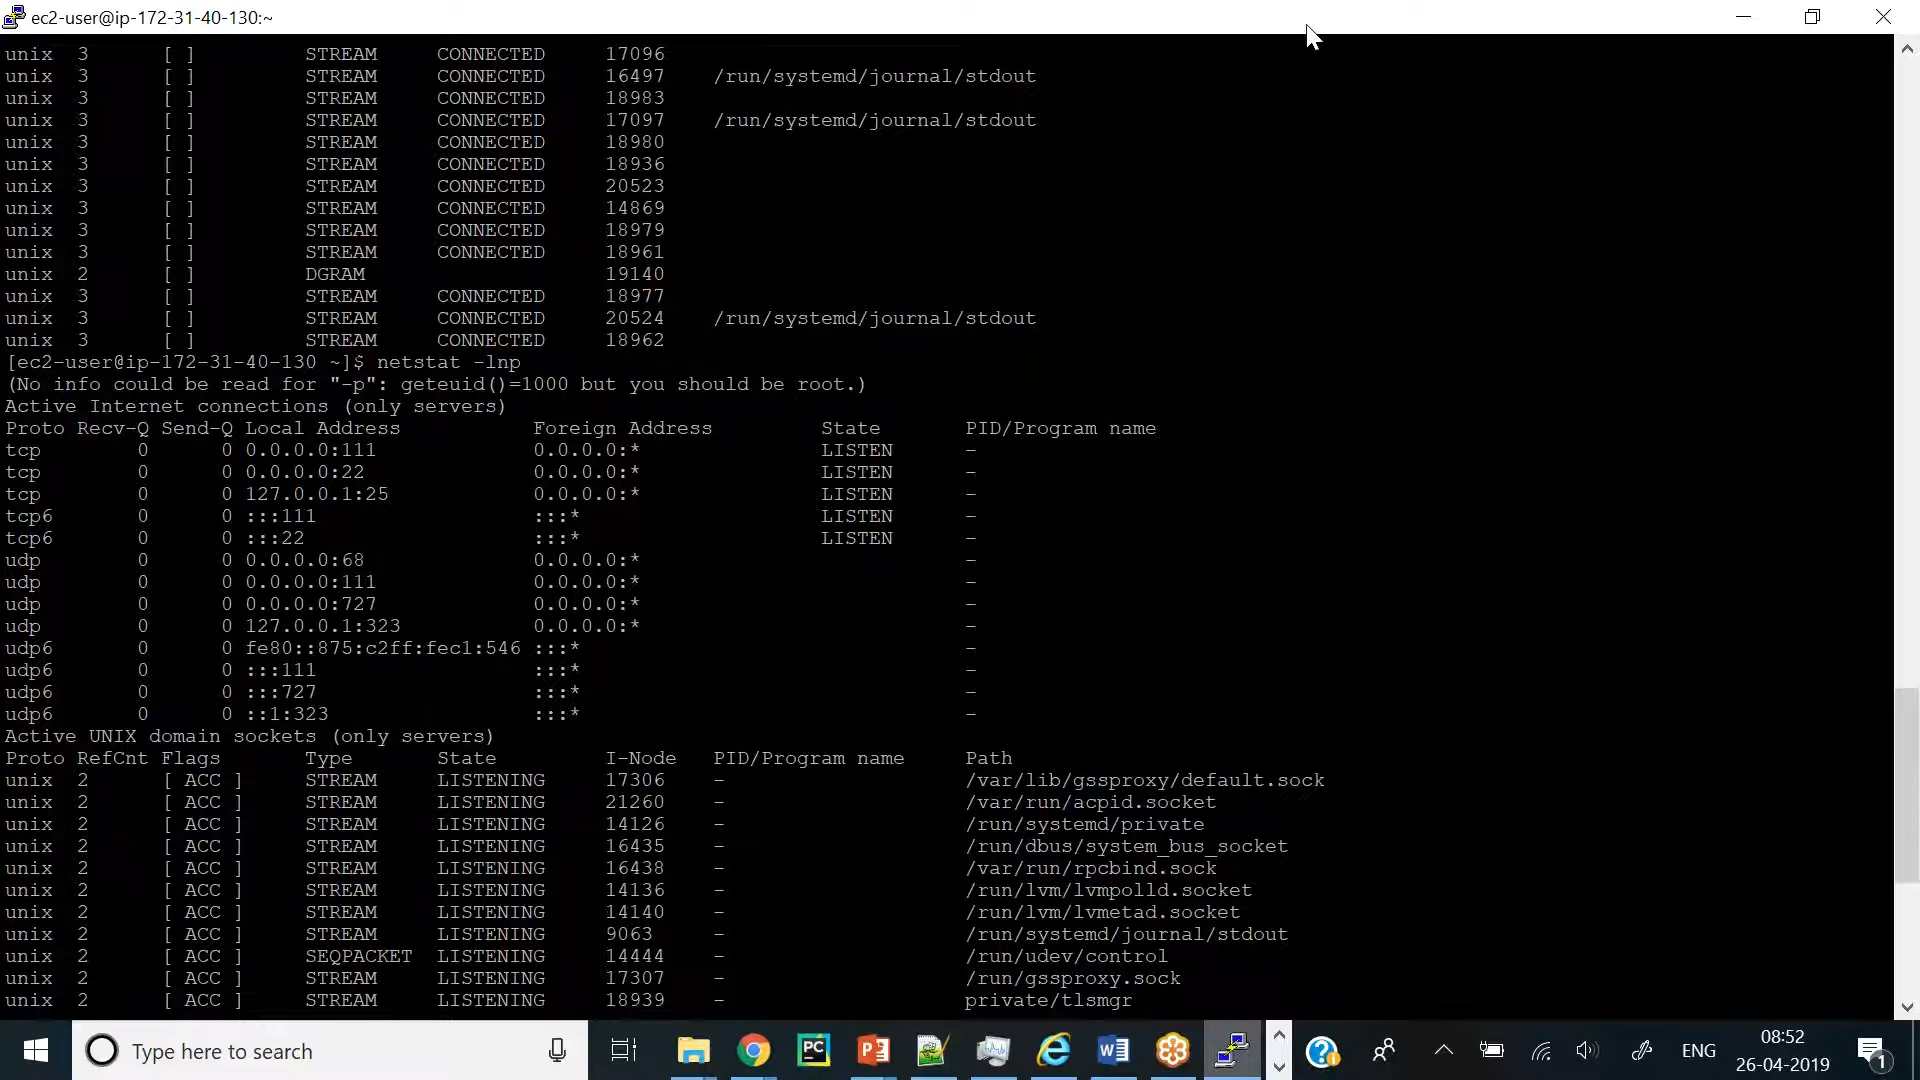 ec2-user@ip-172-31-40-130:~
unix 3 [ ] STREAM CONNECTED 17096
unix 3 [ ] STREAM CONNECTED 16497 /run/systemd/journal/stdout
unix 3 [ ] STREAM CONNECTED 18983
unix 3 [ ] STREAM CONNECTED 17097 /run/systemd/journal/stdout
unix 3 [ ] STREAM CONNECTED 18980
unix 3 [ ] STREAM CONNECTED 18936
unix 3 [ ] STREAM CONNECTED 20523
unix 3 [ ] STREAM CONNECTED 14869
unix 3 [ ] STREAM CONNECTED 18979
unix 3 [ ] STREAM CONNECTED 18961
unix 2 [ ] DGRAM 19140
unix 3 [ ] STREAM CONNECTED 18977
unix 3 [ ] STREAM CONNECTED 20524 /run/systemd/journal/stdout
unix 3 [ ] STREAM CONNECTED 18962
[ec2-user@ip-172-31-40-130 ~]$ netstat -lnp
(No info could be read for "-p": geteuid()=1000 but you should be root.)
Active Internet connections (only servers)
Proto Recv-Q Send-Q Local Address Foreign Address State PID/Program name
tcp 0 0 0.0.0.0:111 0.0.0.0:* LISTEN -
tcp 0 0 0.0.0.0:22 0.0.0.0:* LISTEN -
tcp 0 0 127.0.0.1:25 0.0.0.0:* LISTEN -
tcp6 0 0 :::111 :::* LISTEN -
tcp6 0 0 :::22 :::* LISTEN -
udp 0 0 0.0.0.0:68 0.0.0.0:* -
udp 0 0 0.0.0.0:111 0.0.0.0:* -
udp 0 0 0.0.0.0:727 0.0.0.0:* -
udp 0 0 127.0.0.1:323 0.0.0.0:* -
udp6 0 0 fe80::875:c2ff:fec1:546 :::* -
udp6 0 0 :::111 :::* -
udp6 0 0 :::727 :::* -
udp6 0 0 ::1:323 :::* -
Active UNIX domain sockets (only servers)
Proto RefCnt Flags Type State I-Node PID/Program name Path
unix 2 [ ACC ] STREAM LISTENING 17306 - /var/lib/gssproxy/default.sock
unix 2 [ ACC ] STREAM LISTENING 21260 - /var/run/acpid.socket
unix 2 [ ACC ] STREAM LISTENING 14126 - /run/systemd/private
unix 2 [ ACC ] STREAM LISTENING 16435 - /run/dbus/system_bus_socket
unix 2 [ ACC ] STREAM LISTENING 16438 - /var/run/rpcbind.sock
unix 2 [ ACC ] STREAM LISTENING 14136 - /run/lvm/lvmpolld.socket
unix 2 [ ACC ] STREAM LISTENING 14140 - /run/lvm/lvmetad.socket
unix 2 [ ACC ] STREAM LISTENING 9063 - /run/systemd/journal/stdout
unix 2 [ ACC ] SEQPACKET LISTENING 14444 - /run/udev/control
unix 2 [ ACC ] STREAM LISTENING 17307 - /run/gssproxy.sock
unix 2 [ ACC ] STREAM LISTENING 18939 - private/tlsmgr
Type here to search
PC
ENG
08:52
26-04-2019
1